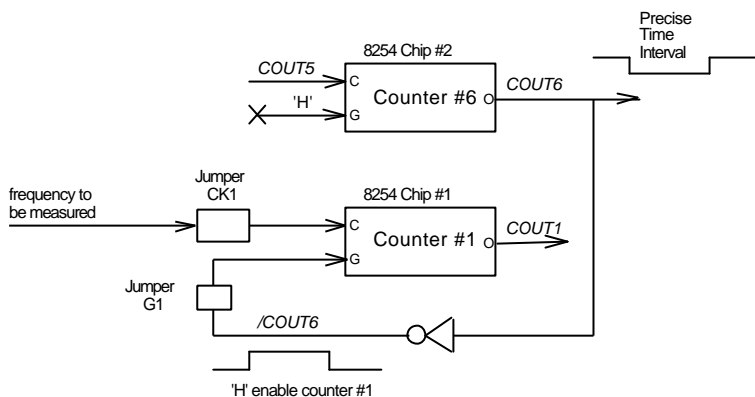 Precise
Time
Interval
8254 Chip #2
COUT5
C
Counter #6
O
COUT6
'H'
G
frequency to
be measured
Jumper
CK1
8254 Chip #1
C
Counter #1
O
COUT1
G
Jumper
G1
/COUT6
'H' enable counter #1